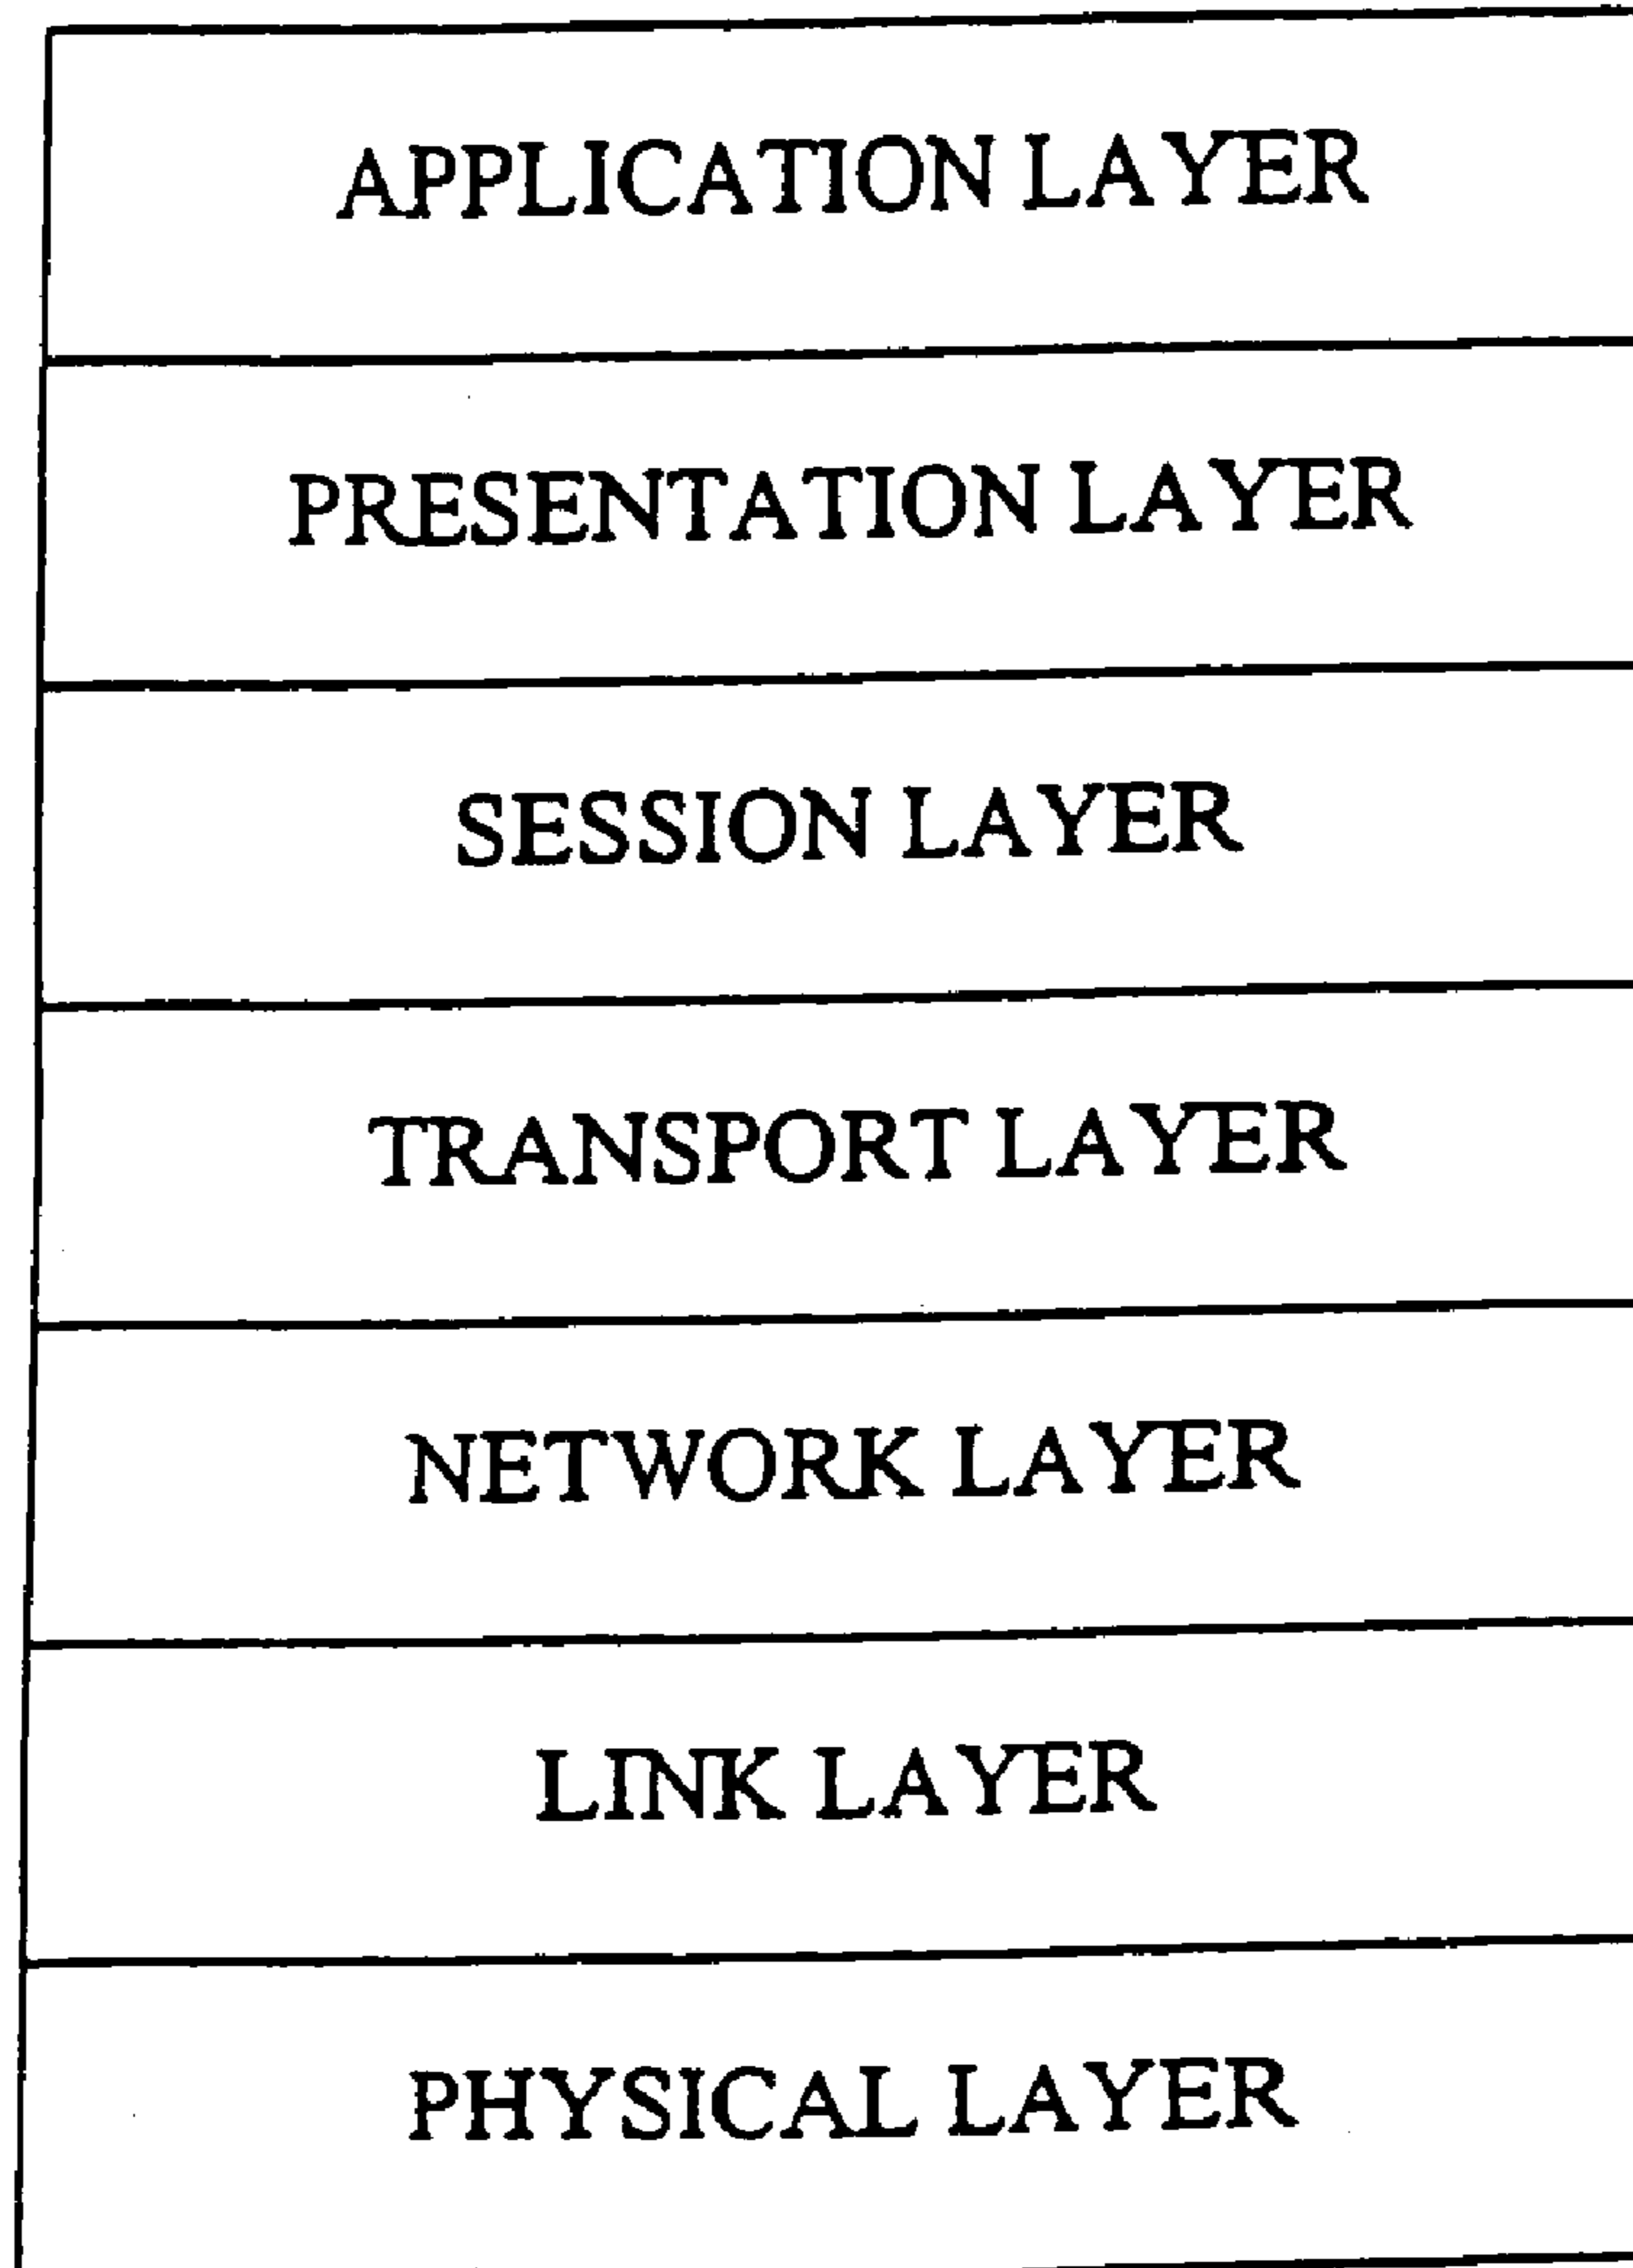 APPLICATION LAYER
PRESENTATION LAYER
SESSION LAYER
TRANSPORT LAYER
NETWORK LAYER
LINK LAYER
PHYSICAL LAYER